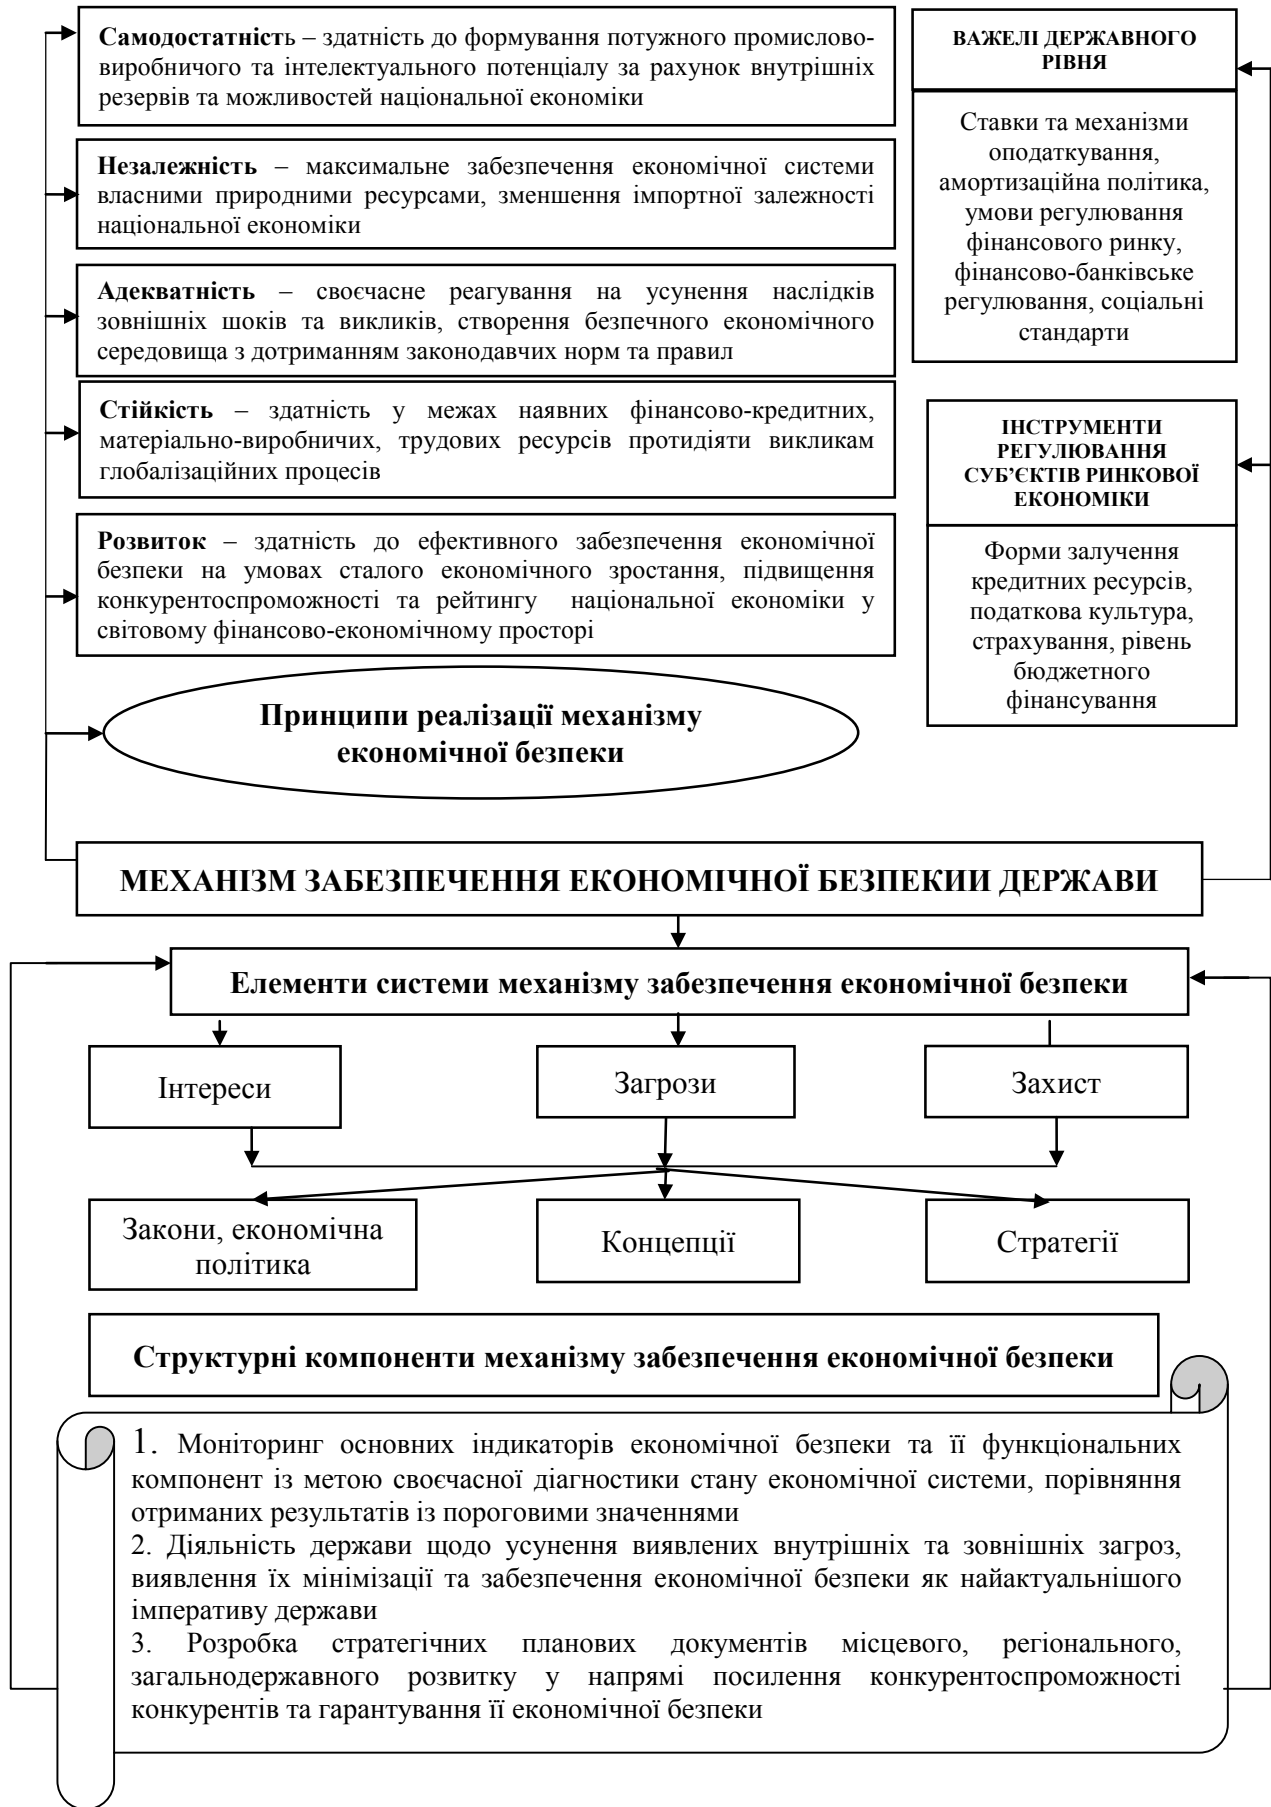 Самодостатність – здатність до формування потужного промислово-
виробничого та інтелектуального потенціалу за рахунок внутрішніх
резервів та можливостей національної економіки
Незалежність – максимальне забезпечення економічної системи
власними природними ресурсами, зменшення імпортної залежності
національної економіки
Адекватність – своєчасне реагування на усунення наслідків
зовнішніх шоків та викликів, створення безпечного економічного
середовища з дотриманням законодавчих норм та правил
Стійкість – здатність у межах наявних фінансово-кредитних,
матеріально-виробничих, трудових ресурсів протидіяти викликам
глобалізаційних процесів
Розвиток – здатність до ефективного забезпечення економічної
безпеки на умовах сталого економічного зростання, підвищення
конкурентоспроможності та рейтингу національної економіки у
світовому фінансово-економічному просторі
Принципи реалізації механізму
економічної безпеки
ВАЖЕЛІ ДЕРЖАВНОГО
РІВНЯ
Ставки та механізми
оподаткування,
амортизаційна політика,
умови регулювання
фінансового ринку,
фінансово-банківське
регулювання, соціальні
стандарти
ІНСТРУМЕНТИ
РЕГУЛЮВАННЯ
СУБ’ЄКТІВ РИНКОВОЇ
ЕКОНОМІКИ
Форми залучення
кредитних ресурсів,
податкова культура,
страхування, рівень
бюджетного
фінансування
МЕХАНІЗМ ЗАБЕЗПЕЧЕННЯ ЕКОНОМІЧНОЇ БЕЗПЕКИИ ДЕРЖАВИ
Елементи системи механізму забезпечення економічної безпеки
Інтереси
Загрози
Захист
Закони, економічна
політика
Концепції
Стратегії
Структурні компоненти механізму забезпечення економічної безпеки
1. Моніторинг основних індикаторів економічної безпеки та її функціональних
компонент із метою своєчасної діагностики стану економічної системи, порівняння
отриманих результатів із пороговими значеннями
2. Діяльність держави щодо усунення виявлених внутрішніх та зовнішніх загроз,
виявлення їх мінімізації та забезпечення економічної безпеки як найактуальнішого
імперативу держави
3. Розробка стратегічних планових документів місцевого, регіонального,
загальнодержавного розвитку у напрямі посилення конкурентоспроможності
конкурентів та гарантування її економічної безпеки